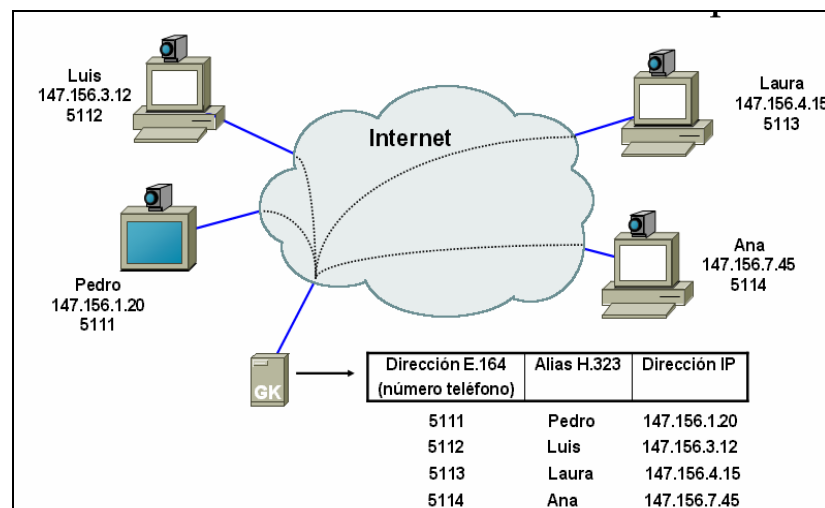 Luis
147.156.3.12
5112
Internet
Laura
147.156.4.15
5113
Pedro
147.156.1.20
5111
Ana
147.156.7.45
5114
GK
Dirección E.164 Alias H.323 Dirección IP
(número teléfono)
5111 Pedro 147.156.1.20
5112 Luis 147.156.3.12
5113 Laura 147.156.4.15
5114 Ana 147.156.7.45